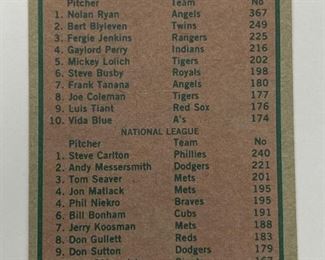 Pitcher Team No
1. Nolan Ryan Angels 367
2. Bert Blyleven Twins 249
3. Fergie Jenkins Rangers 225
4. Gaylord Perry Indians 216
5. Mickey Lolich Tigers 202
6. Steve Busby Royals 198
7. Frank Tanana Angels 180
8. Joe Coleman Tigers 177
9. Luis Tiant Red Sox 176
10. Vida Blue A's 174
NATIONAL LEAGUE
Pitcher Team No
1. Steve Carlton Phillies 240
2. Andy Messersmith Dodgers 221
3. Tom Seaver Mets 201
4. Jon Matlack Mets 195
4. Phil Niekro Braves 195
6. Bill Bonham Cubs 191
7. Jerry Koosman Mets 188
8. Don Gullett Reds 183
9. Don Sutton Dodgers 179
167